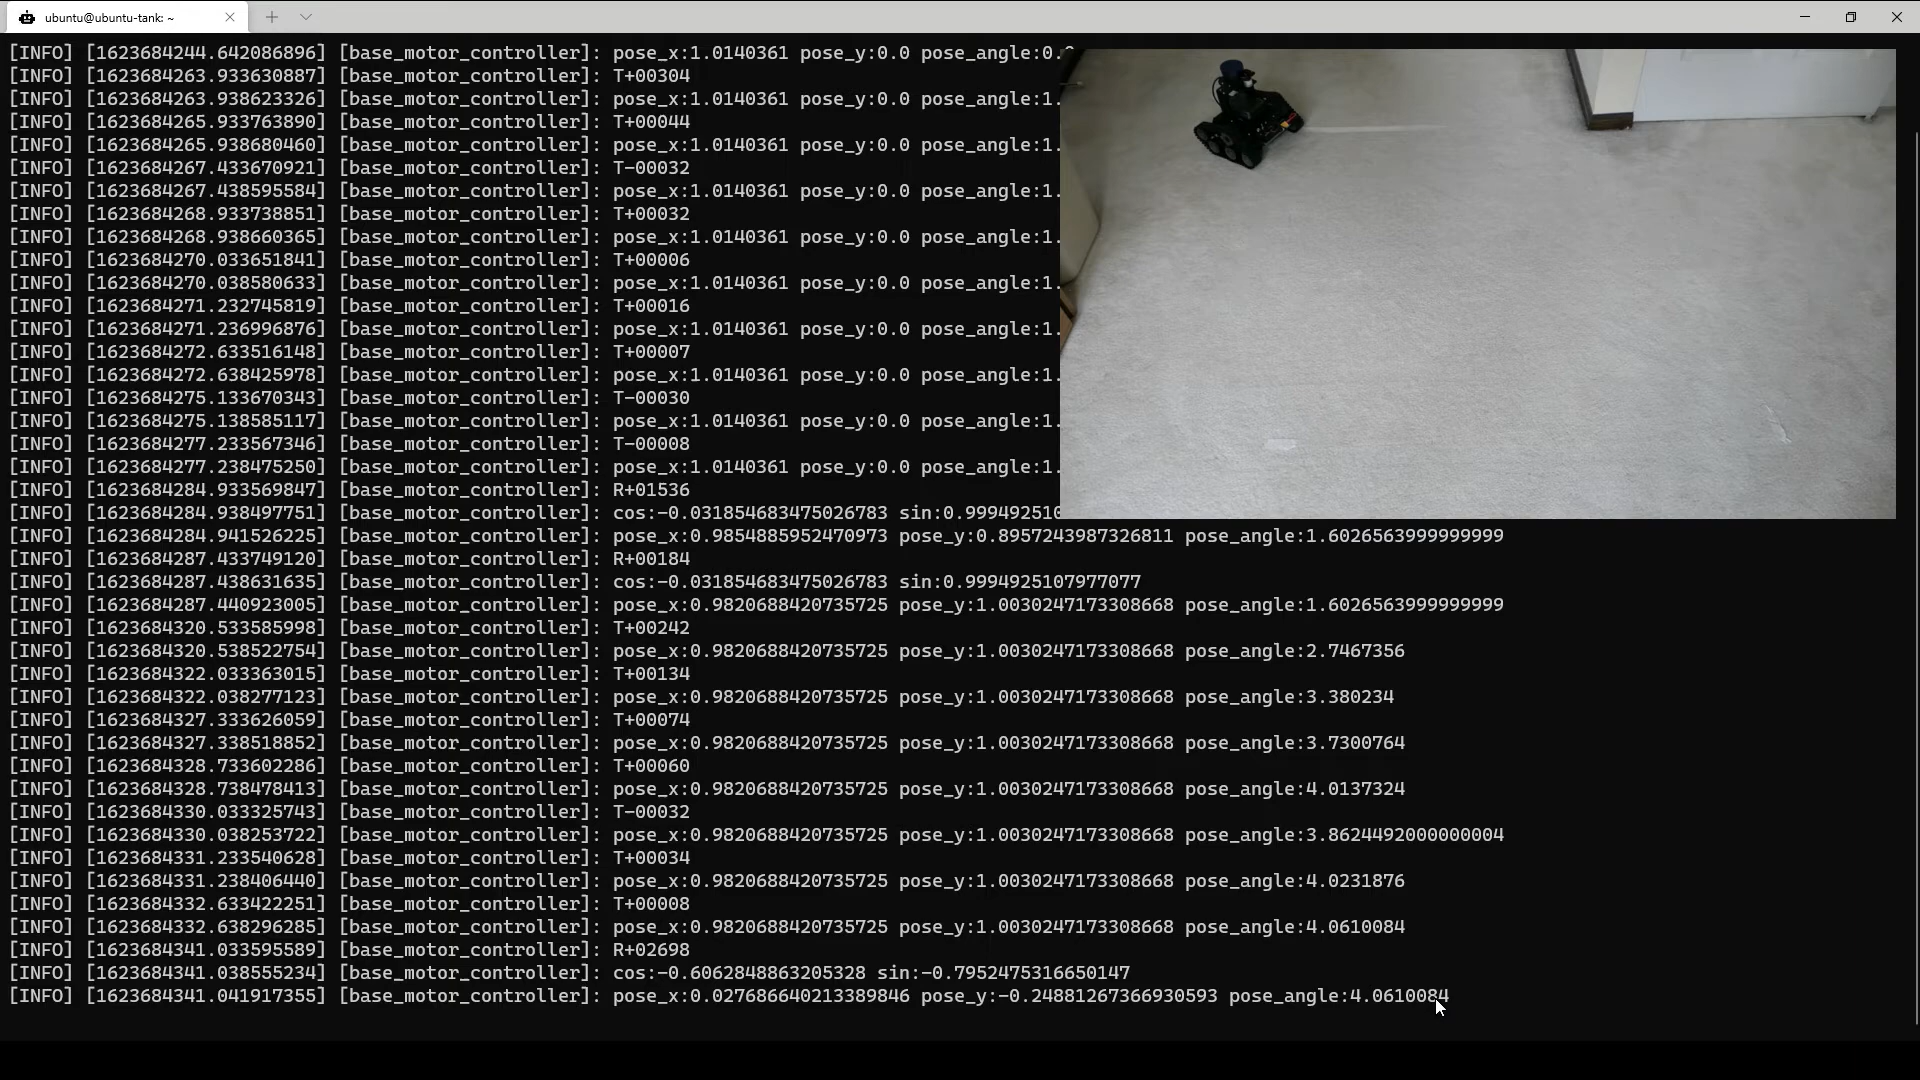 ubuntu@ubuntu-tank: ~
[INFO] [1623684244.642086896] [base_motor_controller]: pose_x:1.0140361 pose_y:0.0 pose_angle:0.0
[INFO] [1623684263.933630887] [base_motor_controller]: T+00304
[INFO] [1623684263.938623326] [base_motor_controller]: pose_x:1.0140361 pose_y:0.0 pose_angle:1.
[INFO] [1623684265.933763890] [base_motor_controller]: T+00044
[INFO] [1623684265.938680460] [base_motor_controller]: pose_x:1.0140361 pose_y:0.0 pose_angle:1.
[INFO] [1623684267.433670921] [base_motor_controller]: T-00032
[INFO] [1623684267.438595584] [base_motor_controller]: pose_x:1.0140361 pose_y:0.0 pose_angle:1.
[INFO] [1623684268.933738851] [base_motor_controller]: T+00032
[INFO] [1623684268.938660365] [base_motor_controller]: pose_x:1.0140361 pose_y:0.0 pose_angle:1.
[INFO] [1623684270.033651841] [base_motor_controller]: T+00006
[INFO] [1623684270.038580633] [base_motor_controller]: pose_x:1.0140361 pose_y:0.0 pose_angle:1.
[INFO] [1623684271.232745819] [base_motor_controller]: T+00016
[INFO] [1623684271.236996876] [base_motor_controller]: pose_x:1.0140361 pose_y:0.0 pose_angle:1.
[INFO] [1623684272.633516148] [base_motor_controller]: T+00007
[INFO] [1623684272.638425978] [base_motor_controller]: pose_x:1.0140361 pose_y:0.0 pose_angle:1.
[INFO] [1623684275.133670343] [base_motor_controller]: T-00030
[INFO] [1623684275.138585117] [base_motor_controller]: pose_x:1.0140361 pose_y:0.0 pose_angle:1.
[INFO] [1623684277.233567346] [base_motor_controller]: T-00008
[INFO] [1623684277.238475250] [base_motor_controller]: pose_x:1.0140361 pose_y:0.0 pose_angle:1.
[INFO] [1623684284.933569847] [base_motor_controller]: R+01536
[INFO] [1623684284.938497751] [base_motor_controller]: cos:-0.031854683475026783 sin:0.999492510
[INFO] [1623684284.941526225] [base_motor_controller]: pose_x:0.9854885952470973 pose_y:0.8957243987326811 pose_angle:1.6026563999999999
[INFO] [1623684287.433749120] [base_motor_controller]: R+00184
[INFO] [1623684287.438631635] [base_motor_controller]: cos:-0.031854683475026783 sin:0.9994925107977077
[INFO] [1623684287.440923005] [base_motor_controller]: pose_x:0.9820688420735725 pose_y:1.0030247173308668 pose_angle:1.6026563999999999
[INFO] [1623684320.533585998] [base_motor_controller]: T+00242
[INFO] [1623684320.538522754] [base_motor_controller]: pose_x:0.9820688420735725 pose_y:1.0030247173308668 pose_angle:2.7467356
[INFO] [1623684322.033363015] [base_motor_controller]: T+00134
[INFO] [1623684322.038277123] [base_motor_controller]: pose_x:0.9820688420735725 pose_y:1.0030247173308668 pose_angle:3.380234
[INFO] [1623684327.333626059] [base_motor_controller]: T+00074
[INFO] [1623684327.338518852] [base_motor_controller]: pose_x:0.9820688420735725 pose_y:1.0030247173308668 pose_angle:3.7300764
[INFO] [1623684328.733602286] [base_motor_controller]: T+00060
[INFO] [1623684328.738478413] [base_motor_controller]: pose_x:0.9820688420735725 pose_y:1.0030247173308668 pose_angle:4.0137324
[INFO] [1623684330.033325743] [base_motor_controller]: T-00032
[INFO] [1623684330.038253722] [base_motor_controller]: pose_x:0.9820688420735725 pose_y:1.0030247173308668 pose_angle:3.8624492000000004
[INFO] [1623684331.233540628] [base_motor_controller]: T+00034
[INFO] [1623684331.238406440] [base_motor_controller]: pose_x:0.9820688420735725 pose_y:1.0030247173308668 pose_angle:4.0231876
[INFO] [1623684332.633422251] [base_motor_controller]: T+00008
[INFO] [1623684332.638296285] [base_motor_controller]: pose_x:0.9820688420735725 pose_y:1.0030247173308668 pose_angle:4.0610084
[INFO] [1623684341.033595589] [base_motor_controller]: R+02698
[INFO] [1623684341.038555234] [base_motor_controller]: cos:-0.6062848863205328 sin:-0.7952475316650147
[INFO] [1623684341.041917355] [base_motor_controller]: pose_x:0.027686640213389846 pose_y:-0.24881267366930593 pose_angle:4.0610084